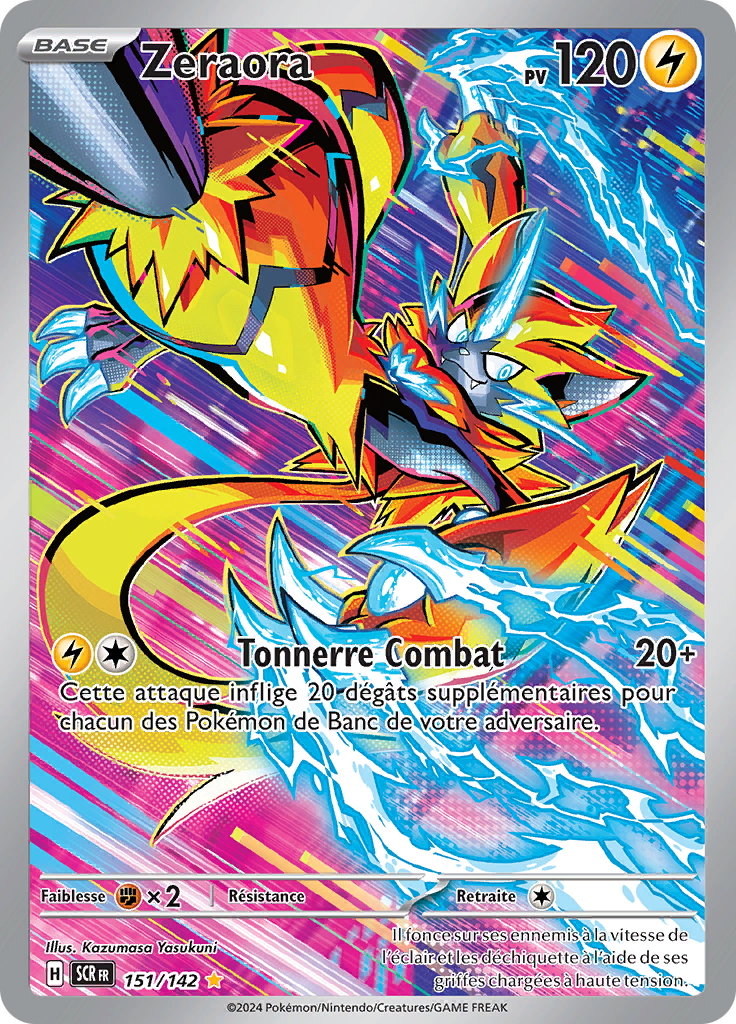 BASE
Zeraora
PV 120
Tonnerre Combat 20+
Cette attaque inflige 20 dégâts supplémentaires pour
chacun des Pokémon de Banc de votre adversaire.
Faiblesse ×2 Résistance Retraite
Illus. Kazumasa Yasukuni
Il fonce sur ses ennemis à la vitesse de
l'éclair et les déchiquette à l'aide de ses
griffes chargées à haute tension.
H SCR FR 151/142
©2024 Pokémon/Nintendo/Creatures/GAME FREAK